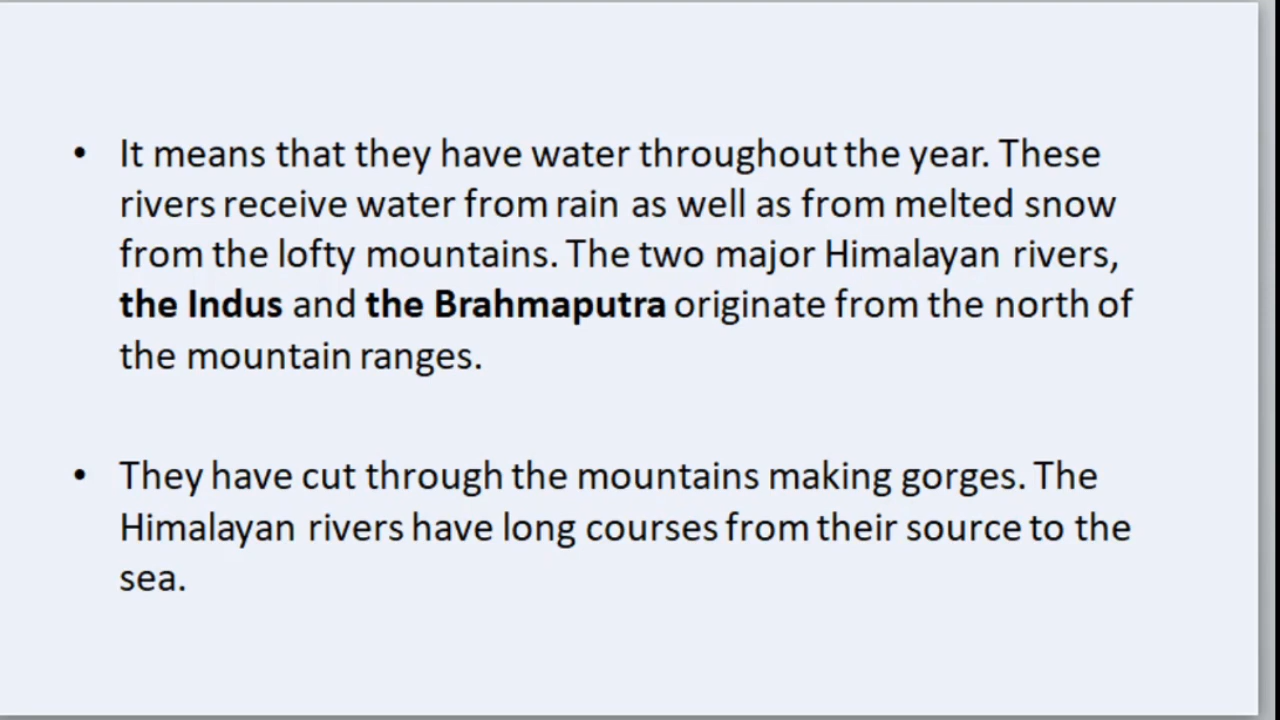 • It means that they have water throughout the year. These
rivers receive water from rain as well as from melted snow
from the lofty mountains. The two major Himalayan rivers,
the Indus and the Brahmaputra originate from the north of
the mountain ranges.
• They have cut through the mountains making gorges. The
Himalayan rivers have long courses from their source to the
sea.